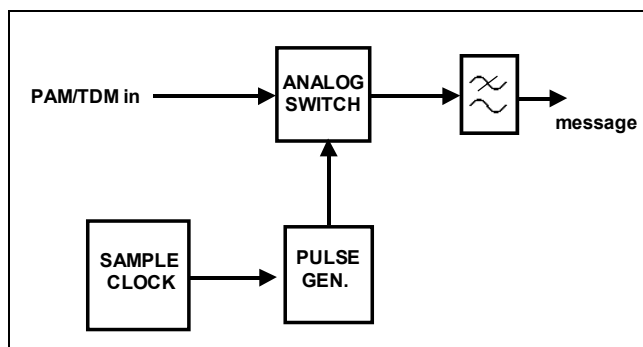 PAM/TDM in
ANALOG
SWITCH
message
SAMPLE
CLOCK
PULSE
GEN.